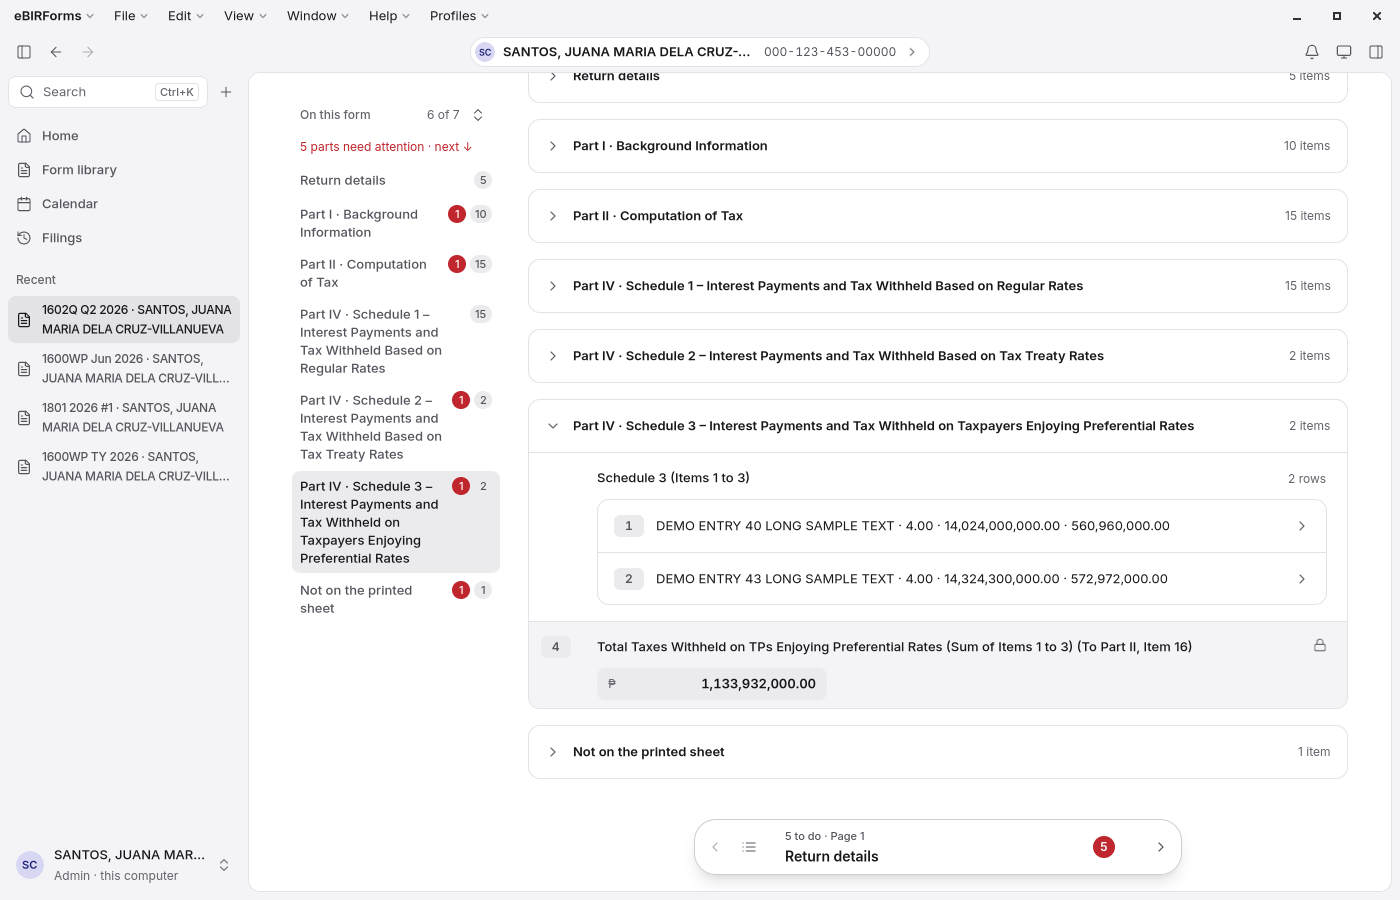 eBIRForms File Edit View Window Help Profiles
SC SANTOS, JUANA MARIA DELA CRUZ-... 000-123-453-00000
Search Ctrl+K
Home
Form library
Calendar
Filings
Recent
1602Q Q2 2026 · SANTOS, JUANA
MARIA DELA CRUZ-VILLANUEVA
1600WP Jun 2026 · SANTOS,
JUANA MARIA DELA CRUZ-VILL...
1801 2026 #1 · SANTOS, JUANA
MARIA DELA CRUZ-VILLANUEVA
1600WP TY 2026 · SANTOS,
JUANA MARIA DELA CRUZ-VILL...
SC SANTOS, JUANA MAR...
Admin · this computer
On this form 6 of 7
5 parts need attention · next ↓
Return details 5
Part I · Background 1 10
Information
Part II · Computation 1 15
of Tax
Part IV · Schedule 1 – 15
Interest Payments and
Tax Withheld Based on
Regular Rates
Part IV · Schedule 2 – 1 2
Interest Payments and
Tax Withheld Based on
Tax Treaty Rates
Part IV · Schedule 3 – 1 2
Interest Payments and
Tax Withheld on
Taxpayers Enjoying
Preferential Rates
Not on the printed 1 1
sheet
Return details 5 items
Part I · Background Information 10 items
Part II · Computation of Tax 15 items
Part IV · Schedule 1 – Interest Payments and Tax Withheld Based on Regular Rates 15 items
Part IV · Schedule 2 – Interest Payments and Tax Withheld Based on Tax Treaty Rates 2 items
Part IV · Schedule 3 – Interest Payments and Tax Withheld on Taxpayers Enjoying Preferential Rates 2 items
Schedule 3 (Items 1 to 3) 2 rows
1 DEMO ENTRY 40 LONG SAMPLE TEXT · 4.00 · 14,024,000,000.00 · 560,960,000.00
2 DEMO ENTRY 43 LONG SAMPLE TEXT · 4.00 · 14,324,300,000.00 · 572,972,000.00
4 Total Taxes Withheld on TPs Enjoying Preferential Rates (Sum of Items 1 to 3) (To Part II, Item 16)
₱ 1,133,932,000.00
Not on the printed sheet 1 item
5 to do · Page 1
Return details 5